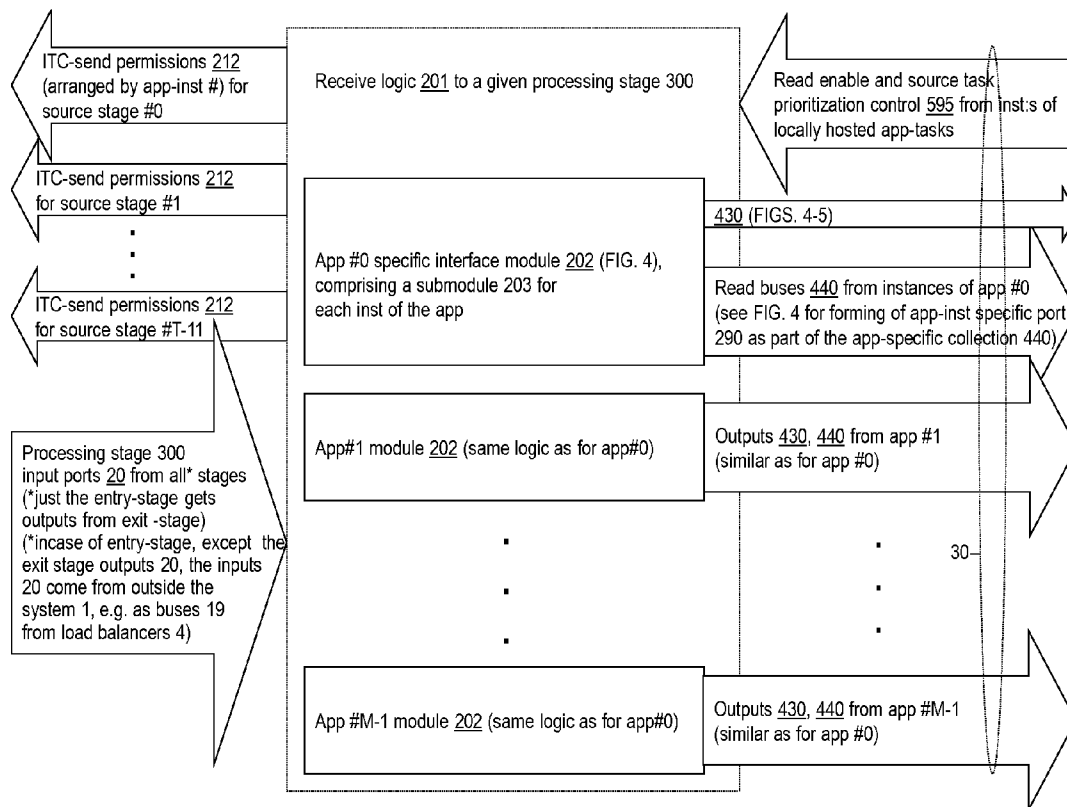 ITC-send permissions 212
(arranged by app-inst #) for
source stage #0
ITC-send permissions 212
for source stage #1
ITC-send permissions 212
for source stage #T-11
Processing stage 300
input ports 20 from all* stages
(*just the entry-stage gets
outputs from exit -stage)
(*incase of entry-stage, except the
exit stage outputs 20, the inputs
20 come from outside the
system 1, e.g. as buses 19
from load balancers 4)
Receive logic 201 to a given processing stage 300
App #0 specific interface module 202 (FIG. 4),
comprising a submodule 203 for
each inst of the app
App#1 module 202 (same logic as for app#0)
App #M-1 module 202 (same logic as for app#0)
Read enable and source task
prioritization control 595 from inst:s of
locally hosted app-tasks
430 (FIGS. 4-5)
Read buses 440 from instances of app #0
(see FIG. 4 for forming of app-inst specific port
290 as part of the app-specific collection 440)
Outputs 430, 440 from app #1
(similar as for app #0)
30
Outputs 430, 440 from app #M-1
(similar as for app #0)